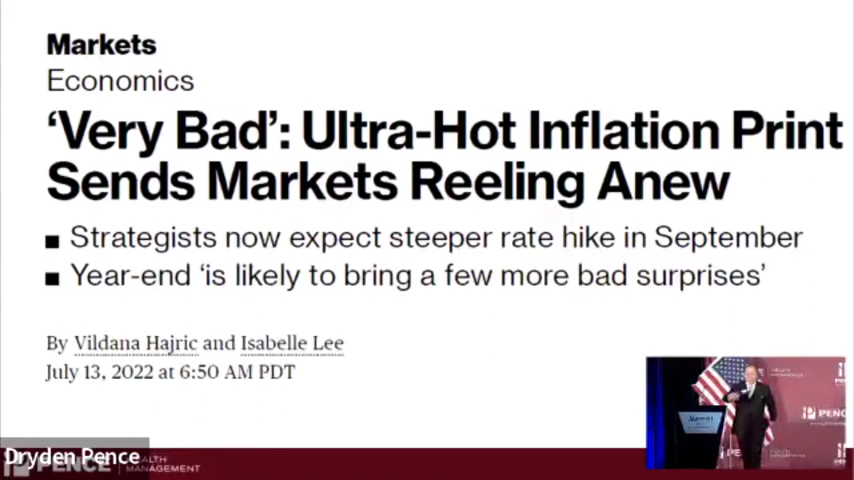 Markets
Economics
‘Very Bad’: Ultra-Hot Inflation Print
Sends Markets Reeling Anew
■ Strategists now expect steeper rate hike in September
■ Year-end ‘is likely to bring a few more bad surprises’
By Vildana Hajric and Isabelle Lee
July 13, 2022 at 6:50 AM PDT
PENCE
Dryden Pence
PENCE
WEALTH
MANAGEMENT